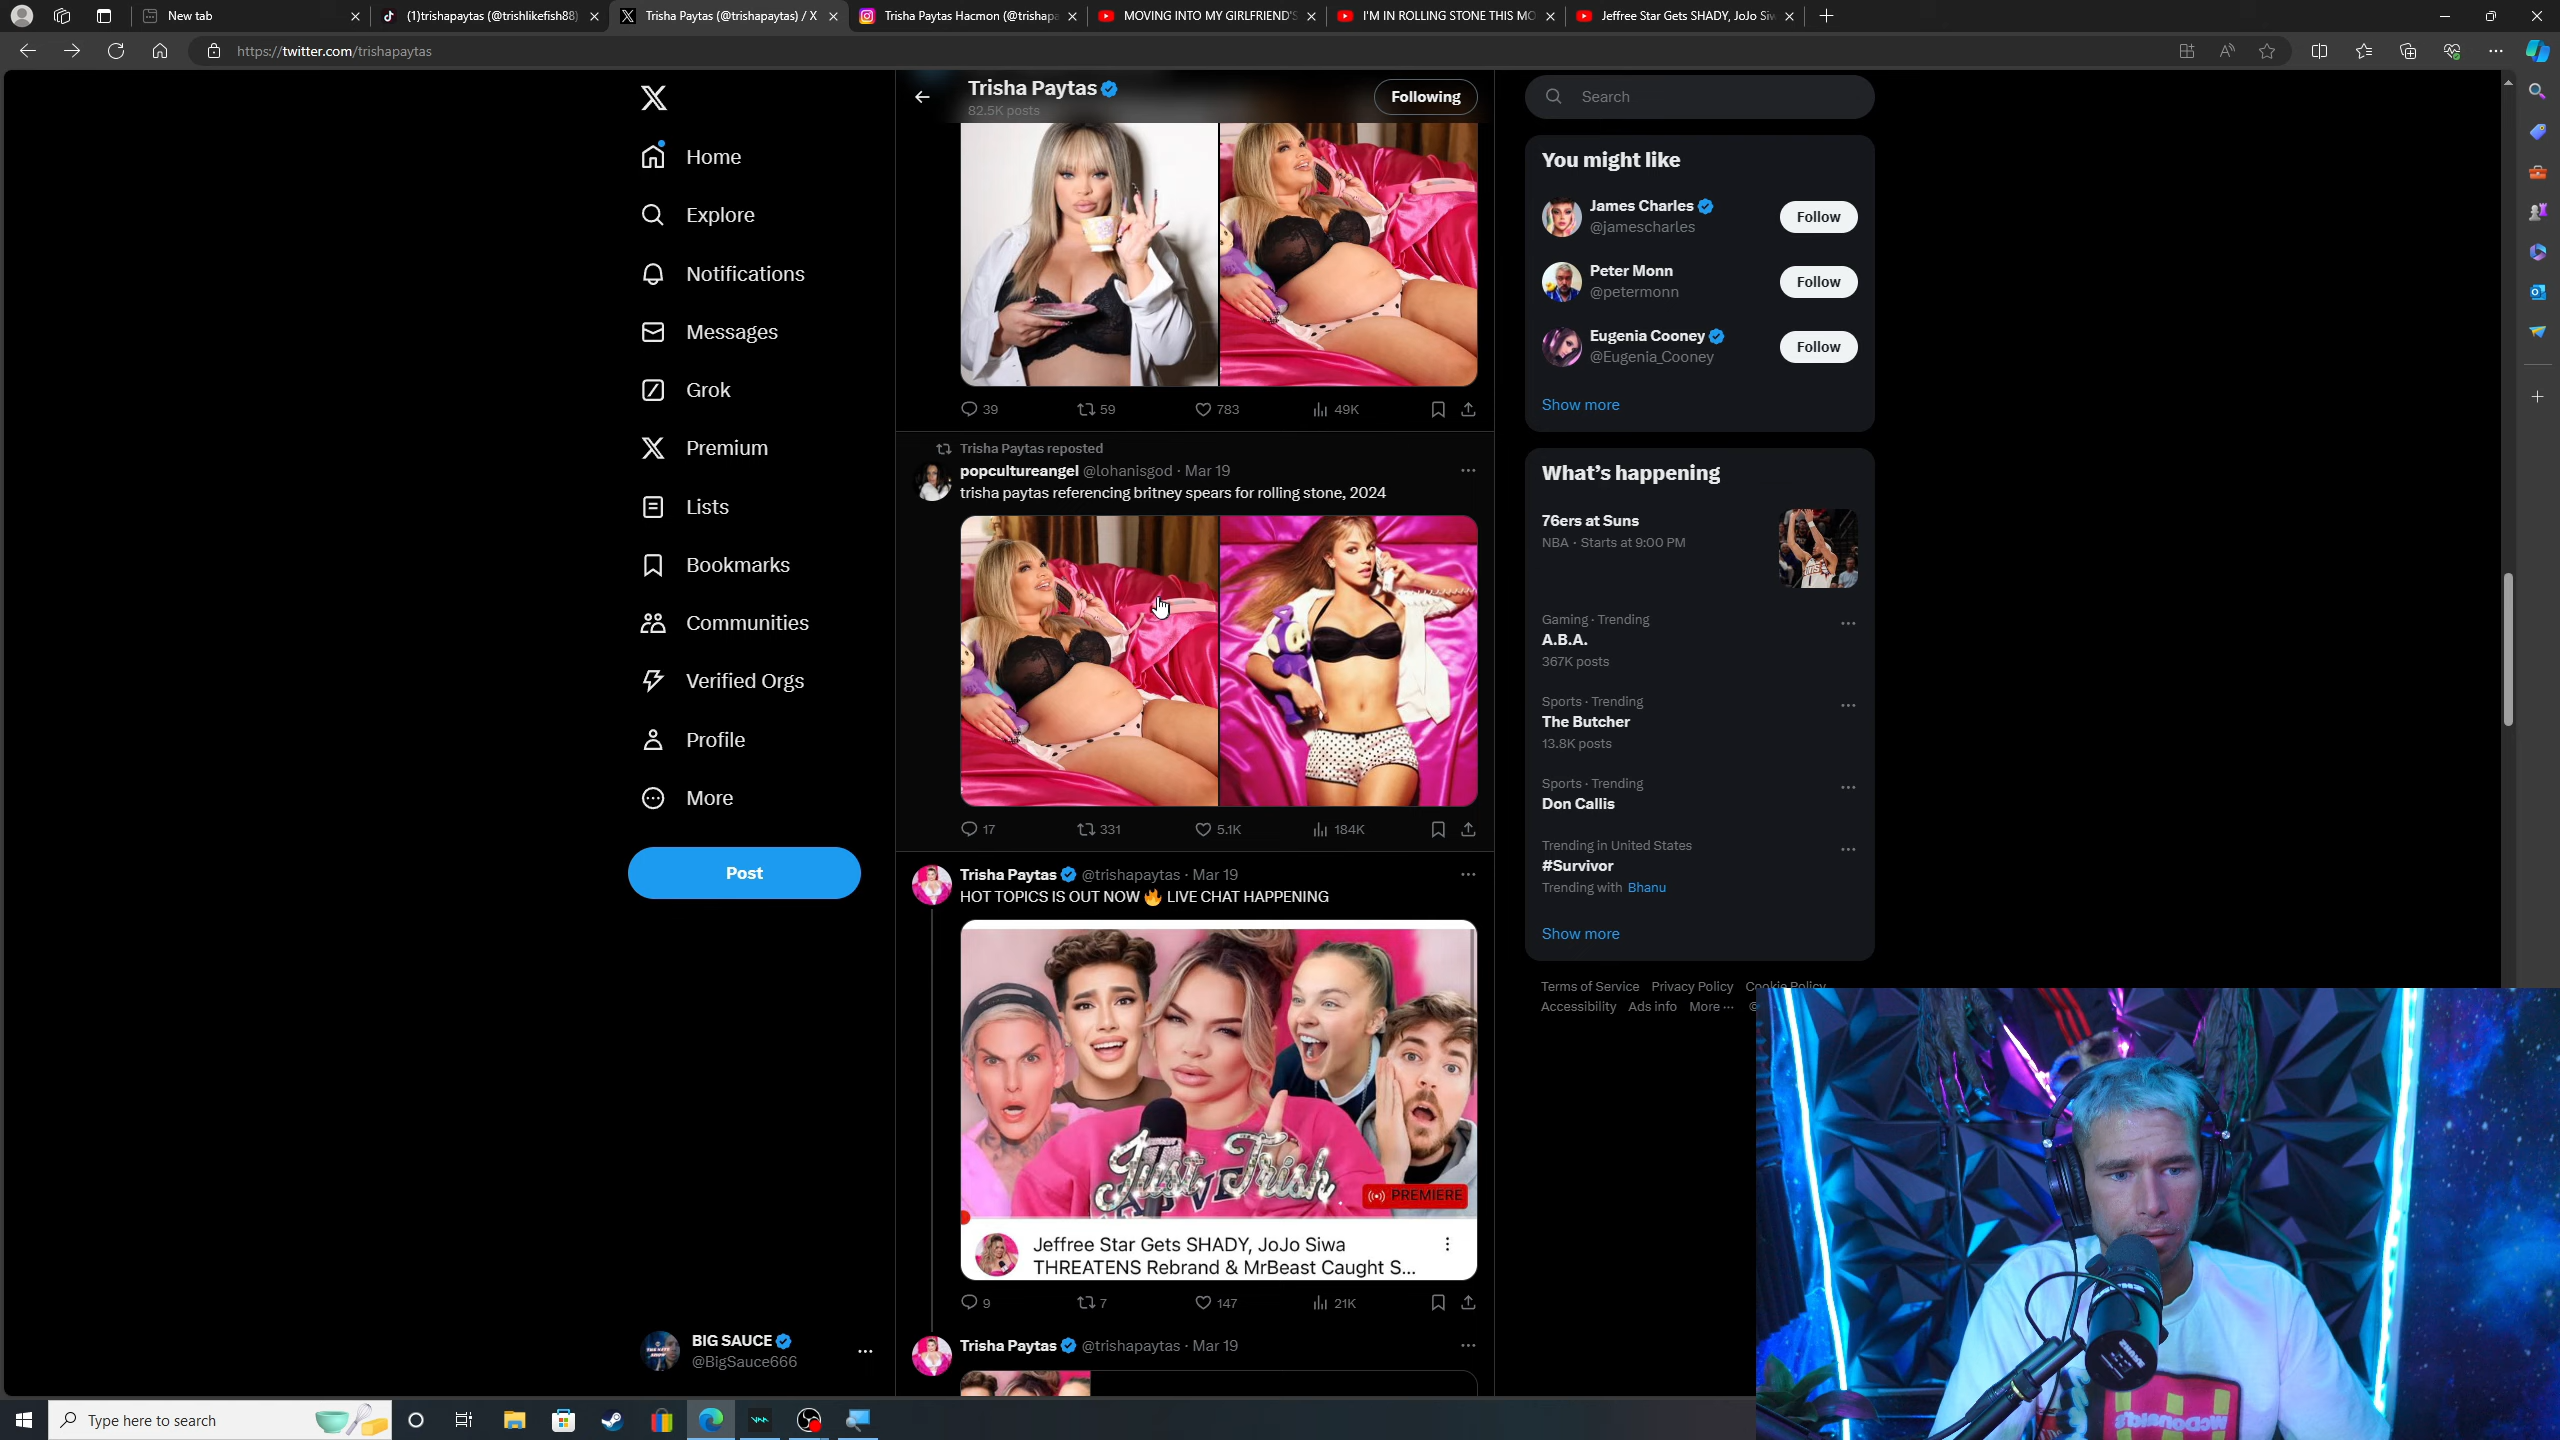 New tab
(1)trishapaytas (@trishlikefish88)
Trisha Paytas (@trishapaytas) / X
Trisha Paytas Hacmon (@trishapa
MOVING INTO MY GIRLFRIEND'S
I'M IN ROLLING STONE THIS MO
Jeffree Star Gets SHADY, JoJo Siw
https://twitter.com/trishapaytas
Home
Explore
Notifications
Messages
Grok
Premium
Lists
Bookmarks
Communities
Verified Orgs
Profile
More
Post
BIG SAUCE
@BigSauce666
Trisha Paytas
82.5K posts
Following
39
59
783
49K
Trisha Paytas reposted
popcultureangel @lohanisgod · Mar 19
trisha paytas referencing britney spears for rolling stone, 2024
17
331
5.1K
184K
Trisha Paytas @trishapaytas · Mar 19
HOT TOPICS IS OUT NOW 🔥 LIVE CHAT HAPPENING
Just Trish
PREMIERE
Jeffree Star Gets SHADY, JoJo Siwa
THREATENS Rebrand & MrBeast Caught S...
9
7
147
21K
Trisha Paytas @trishapaytas · Mar 19
Search
You might like
James Charles
@jamescharles
Follow
Peter Monn
@petermonn
Follow
Eugenia Cooney
@Eugenia_Cooney
Follow
Show more
What's happening
76ers at Suns
NBA · Starts at 9:00 PM
Gaming · Trending
A.B.A.
367K posts
Sports · Trending
The Butcher
13.8K posts
Sports · Trending
Don Callis
Trending in United States
#Survivor
Trending with Bhanu
Show more
Terms of Service Privacy Policy Cookie Policy
Accessibility Ads info More ···
Type here to search